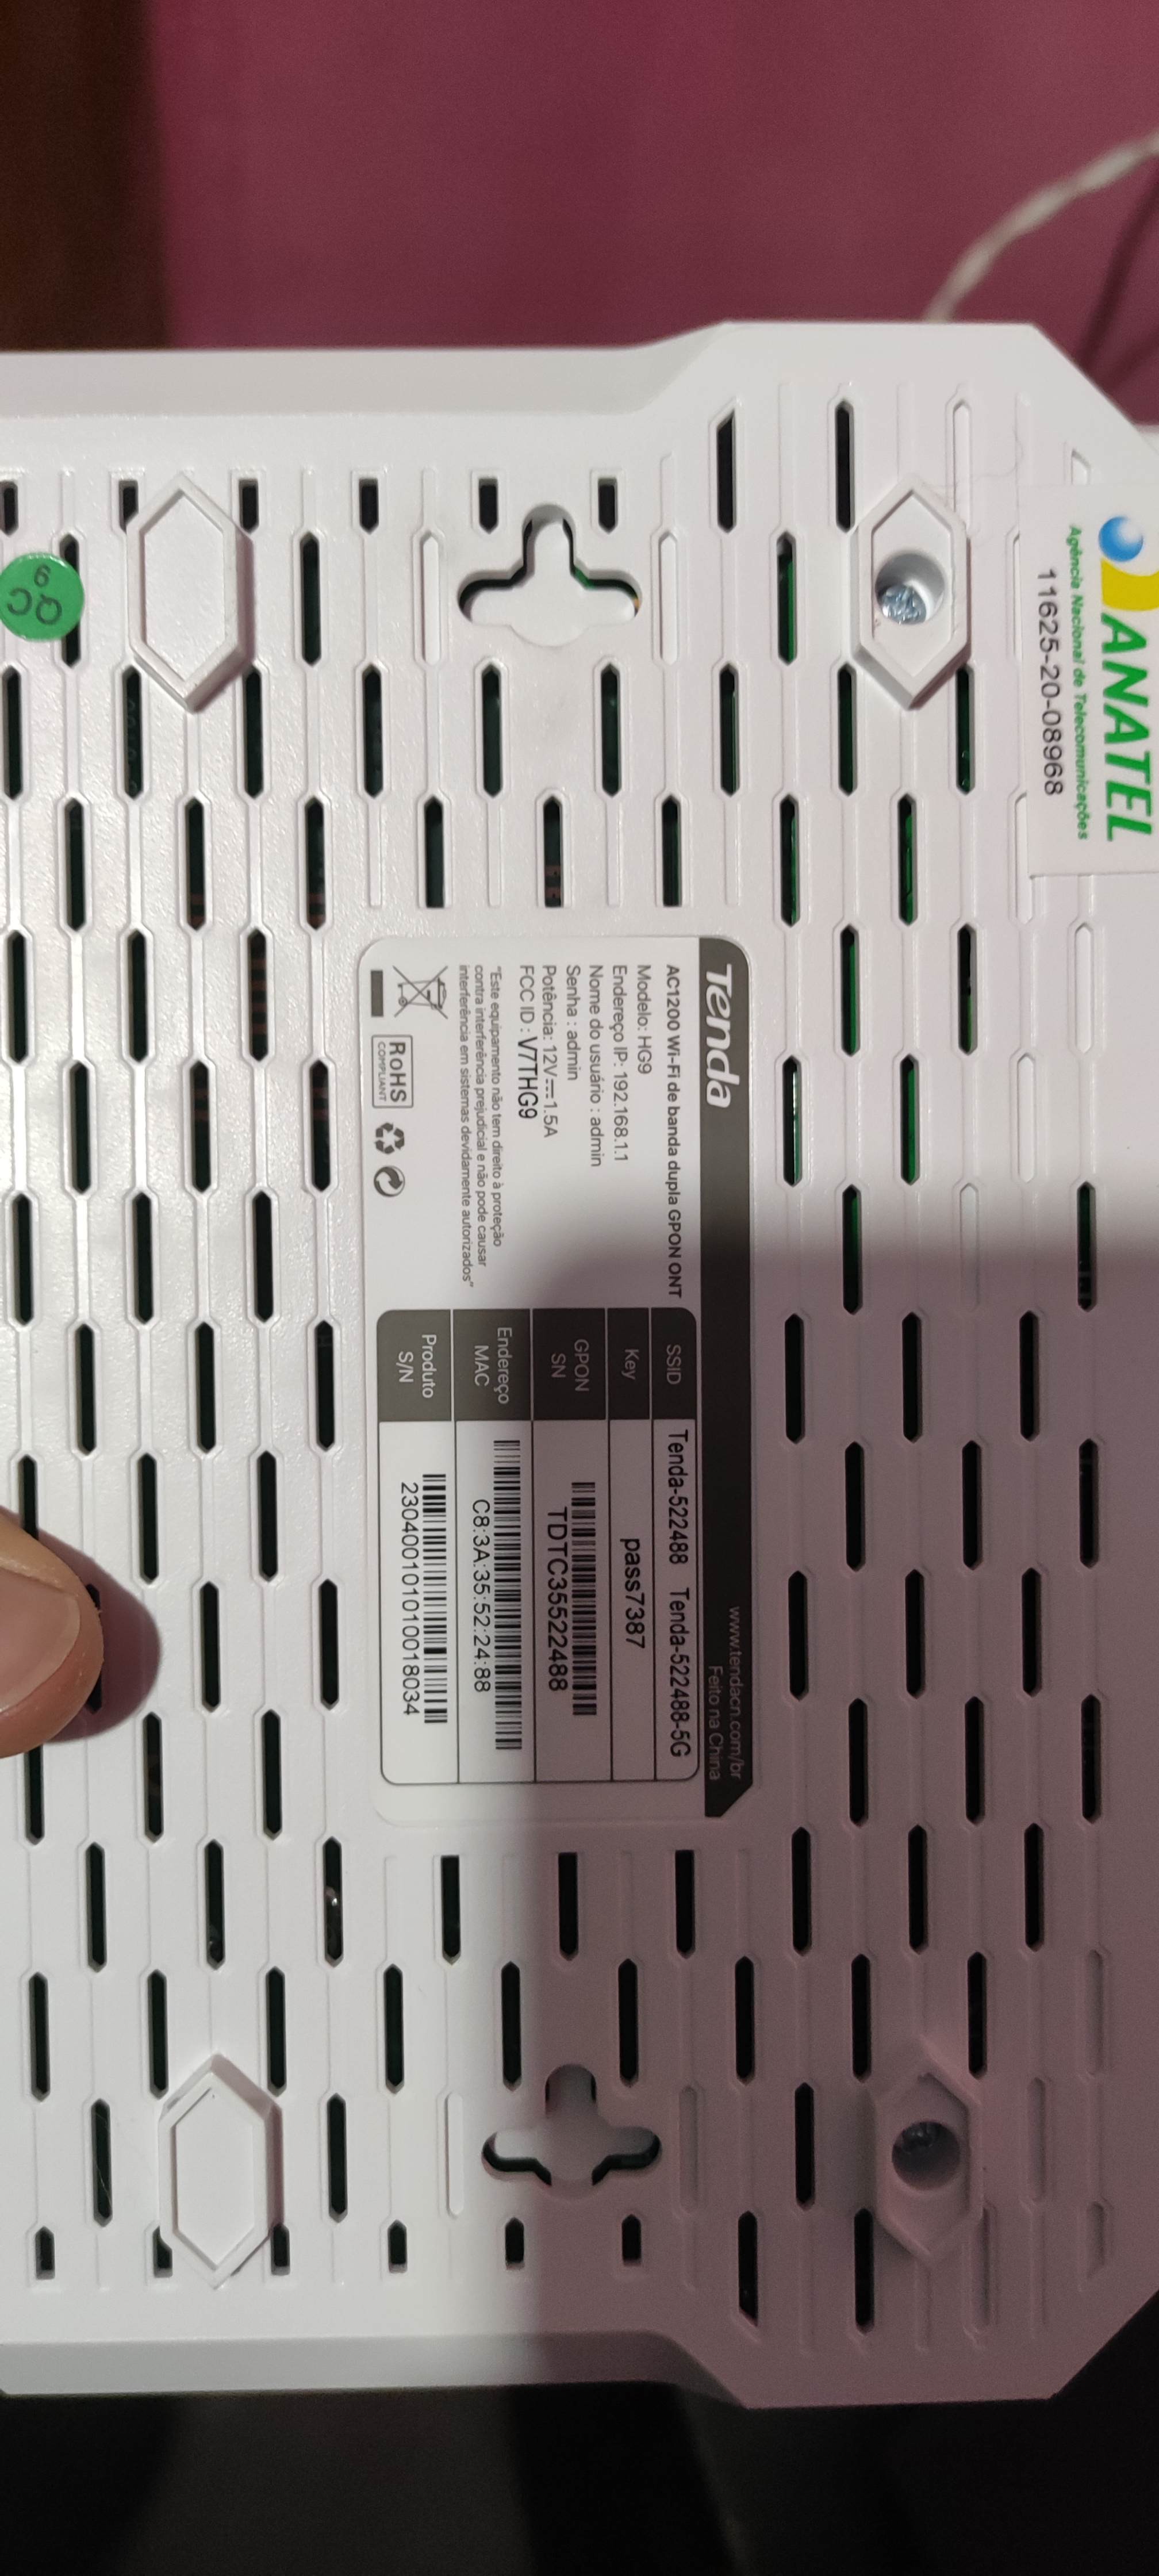 ANATEL
Agência Nacional de Telecomunicações
11625-20-08968
QC
9
Tenda
www.tendacn.com/br
Feito na China
AC1200 Wi-Fi de banda dupla GPON ONT
Modelo: HG9
Endereço IP: 192.168.1.1
Nome do usuário : admin
Senha : admin
Potência: 12V⎓1.5A
FCC ID : V7THG9
"Este equipamento não tem direito à proteção
contra interferência prejudicial e não pode causar
interferência em sistemas devidamente autorizados"
RoHS
COMPLIANT
SSID Tenda-522488 Tenda-522488-5G
Key pass7387
GPON
SN
TDTC35522488
Endereço
MAC
C8:3A:35:52:24:88
Produto
S/N
23040010101001​8034